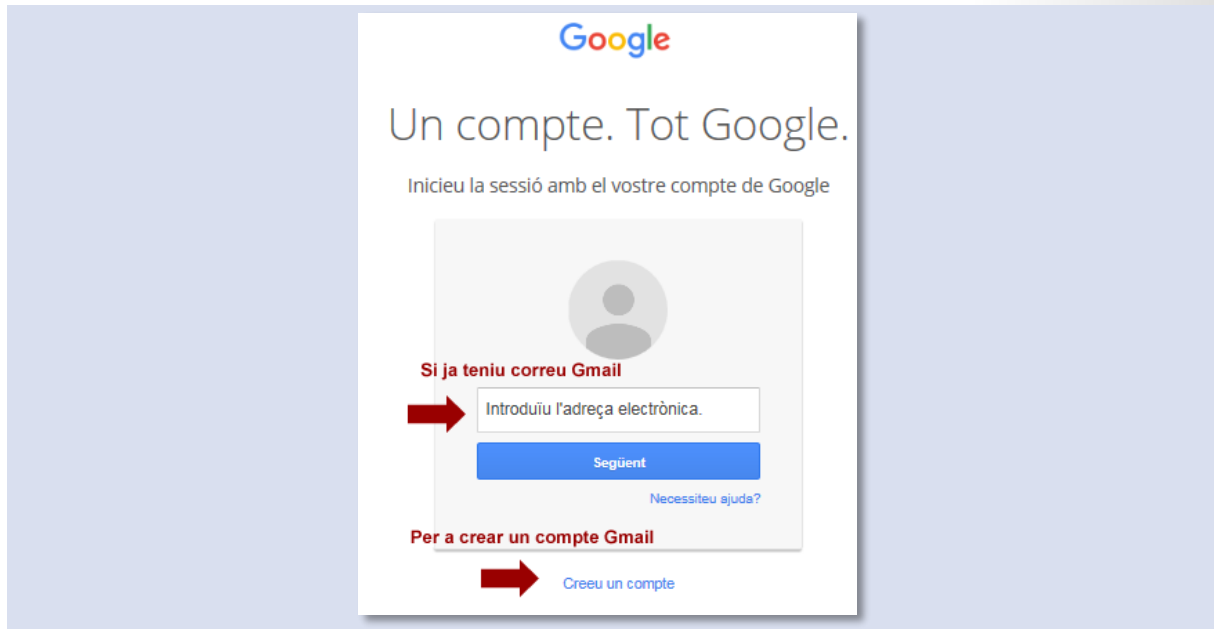 Google
Un compte. Tot Google.
Inicieu la sessió amb el vostre compte de Google
Si ja teniu correu Gmail
Introduïu l'adreça electrònica.
Següent
Necessiteu ajuda?
Per a crear un compte Gmail
Creeu un compte